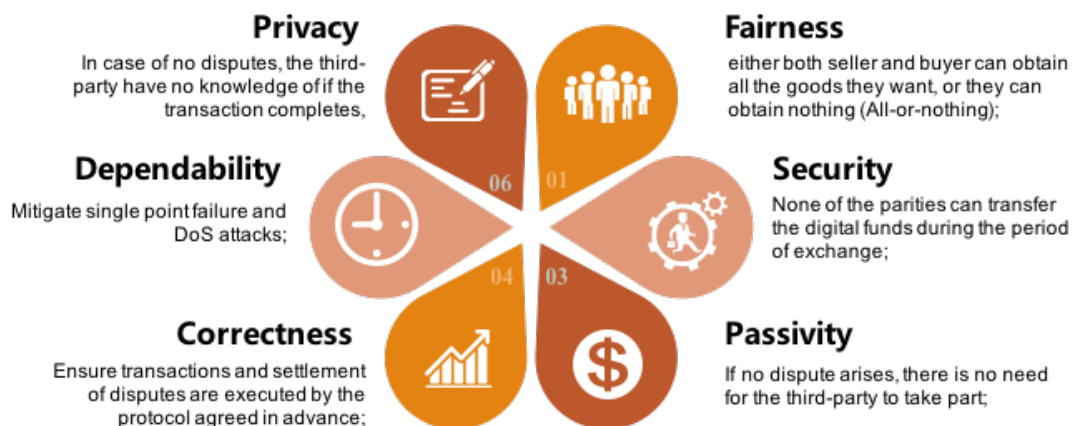 Privacy
In case of no disputes, the third-
party have no knowledge of if the
transaction completes,
06
Fairness
either both seller and buyer can obtain
all the goods they want, or they can
obtain nothing (All-or-nothing);
01
Dependability
Mitigate single point failure and
DoS attacks;
Security
None of the parities can transfer
the digital funds during the period
of exchange;
04
03
Correctness
Ensure transactions and settlement
of disputes are executed by the
protocol agreed in advance;
$
Passivity
If no dispute arises, there is no need
for the third-party to take part;